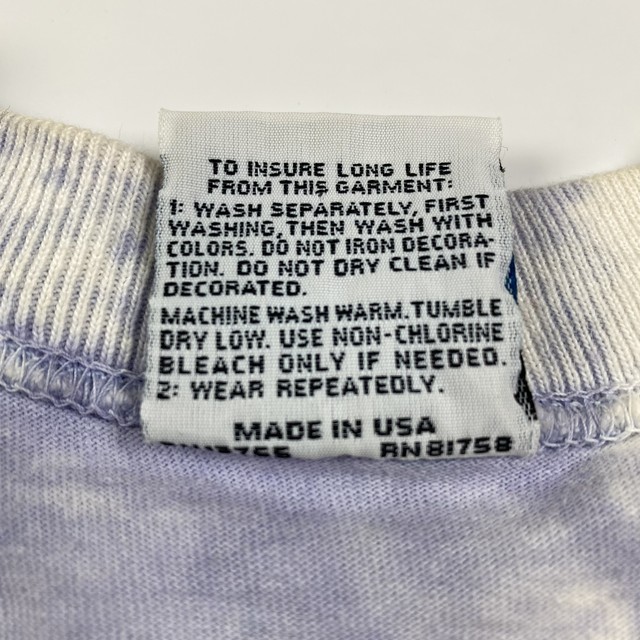 TO INSURE LONG LIFE
FROM THIS GARMENT:
1: WASH SEPARATELY, FIRST
WASHING, THEN WASH WITH
COLORS. DO NOT IRON DECORA-
TION. DO NOT DRY CLEAN IF
DECORATED.
MACHINE WASH WARM. TUMBLE
DRY LOW. USE NON-CHLORINE
BLEACH ONLY IF NEEDED.
2: WEAR REPEATEDLY.
MADE IN USA
RN81758